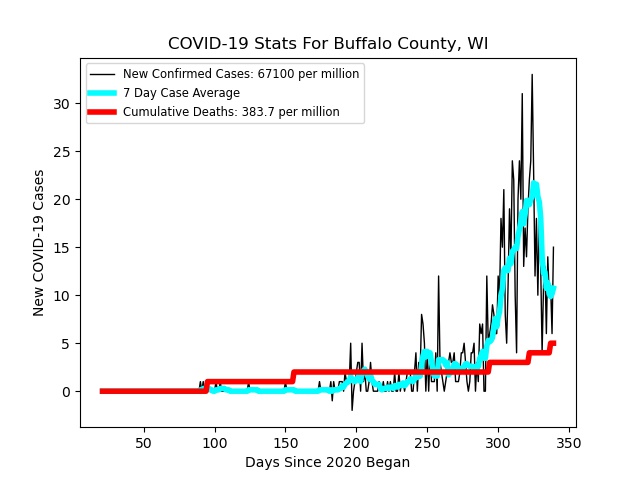 COVID-19 Stats For Buffalo County, WI
New Confirmed Cases: 67100 per million
7 Day Case Average
Cumulative Deaths: 383.7 per million
New COVID-19 Cases
30
25
20
15
10
5
0
50
100
150
200
250
300
350
Days Since 2020 Began